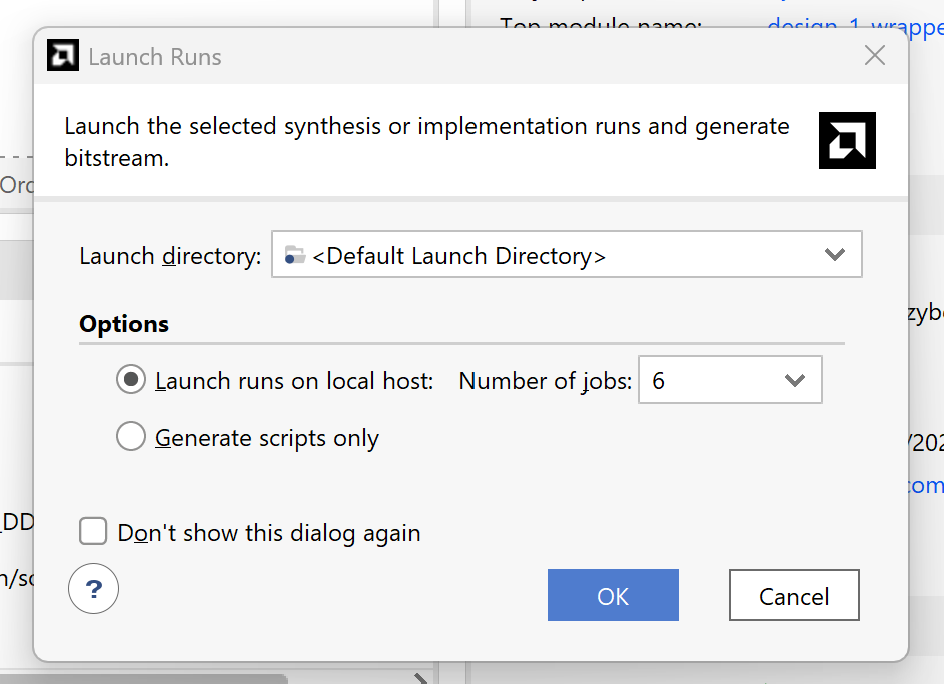 Top module name: design_1_wrappe
Launch Runs
Launch the selected synthesis or implementation runs and generate
bitstream.
Orc
Launch directory: <Default Launch Directory>
Options
zybo
Launch runs on local host: Number of jobs: 6
Generate scripts only
/202
com
_DD
Don't show this dialog again
n/sc
?
OK Cancel